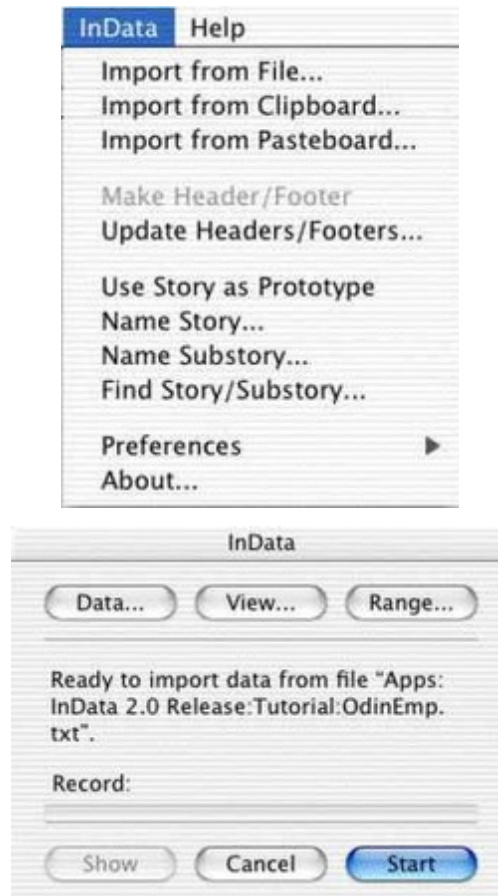 InData Help
Import from File...
Import from Clipboard...
Import from Pasteboard...
Make Header/Footer
Update Headers/Footers...
Use Story as Prototype
Name Story...
Name Substory...
Find Story/Substory...
Preferences
About...
InData
Data... View... Range...
Ready to import data from file “Apps:
InData 2.0 Release:Tutorial:OdinEmp.
txt”.
Record:
Show Cancel Start